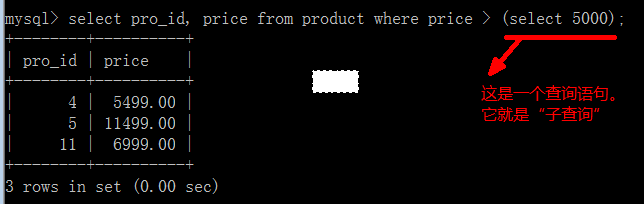 mysql> select pro_id, price from product where price > (select 5000);
+--------+----------+
| pro_id | price    |
+--------+----------+
|      4 |  5499.00 |
|      5 | 11499.00 |
|     11 |  6999.00 |
+--------+----------+
3 rows in set (0.00 sec)
这是一个查询语句。
它就是“子查询”